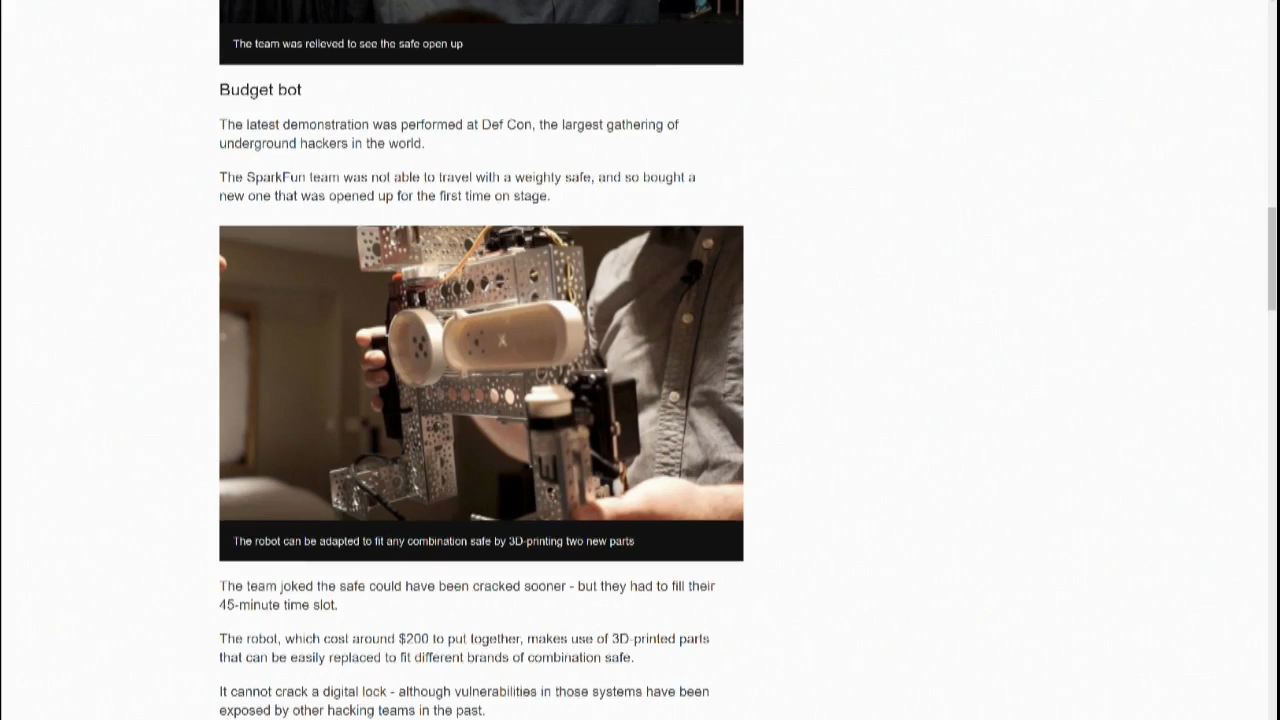 The team was relieved to see the safe open up
Budget bot
The latest demonstration was performed at Def Con, the largest gathering of
underground hackers in the world.
The SparkFun team was not able to travel with a weighty safe, and so bought a
new one that was opened up for the first time on stage.
The robot can be adapted to fit any combination safe by 3D-printing two new parts
The team joked the safe could have been cracked sooner - but they had to fill their
45-minute time slot.
The robot, which cost around $200 to put together, makes use of 3D-printed parts
that can be easily replaced to fit different brands of combination safe.
It cannot crack a digital lock - although vulnerabilities in those systems have been
exposed by other hacking teams in the past.